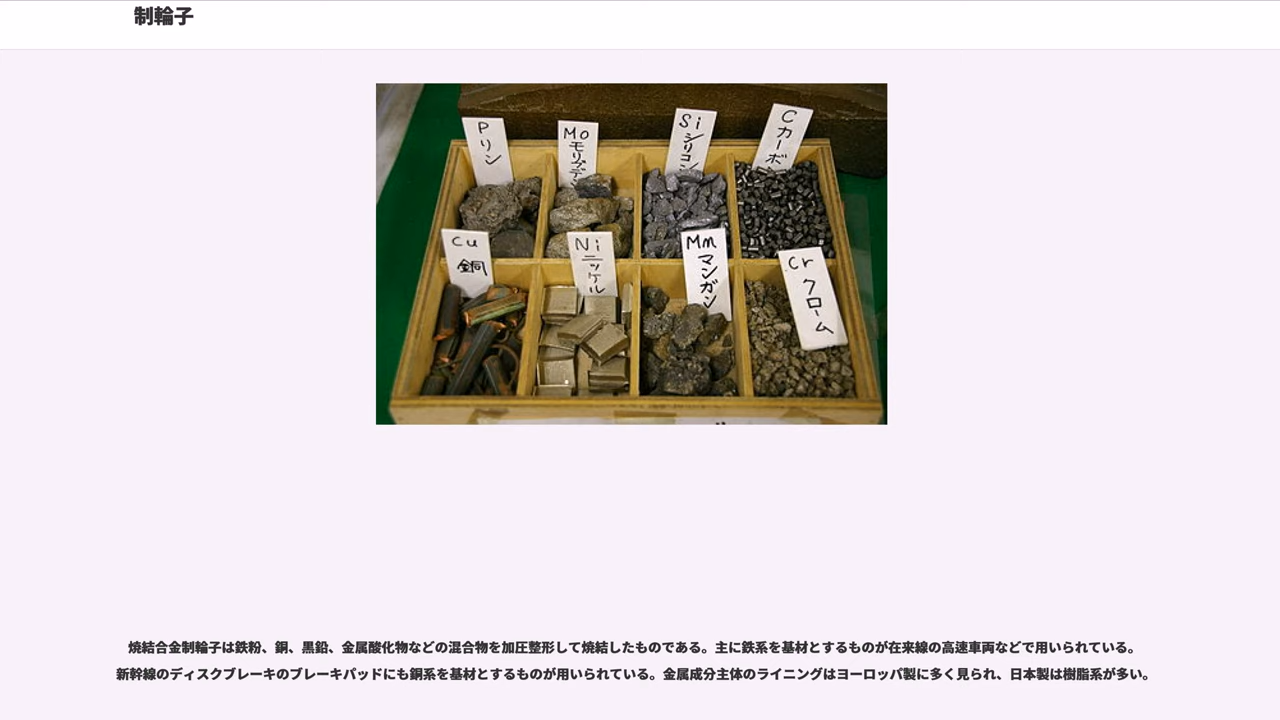 制輪子
P
リン
Mo
モリブデン
Si
シリコン
C
カーボン
Cu
銅
Ni
ニッケル
Mn
マンガン
Cr
クローム
焼結合金制輪子は鉄粉、銅、黒鉛、金属酸化物などの混合物を加圧整形して焼結したものである。主に鉄系を基材とするものが在来線の高速車両などで用いられている。
新幹線のディスクブレーキのブレーキパッドにも銅系を基材とするものが用いられている。金属成分主体のライニングはヨーロッパ製に多く見られ、日本製は樹脂系が多い。